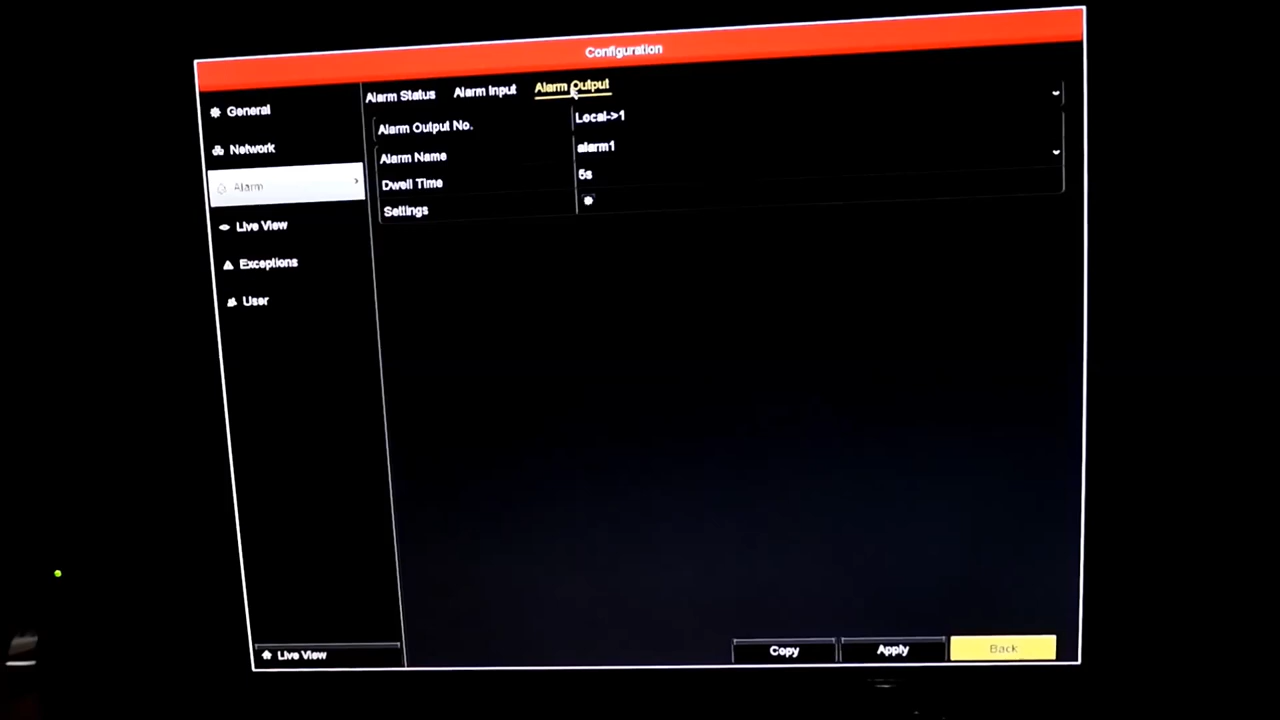 Configuration
General
Network
Alarm
Live View
Exceptions
User
Alarm Status
Alarm Input
Alarm Output
Alarm Output No.
Local->1
Alarm Name
alarm1
Dwell Time
5s
Settings
Live View
Copy
Apply
Back